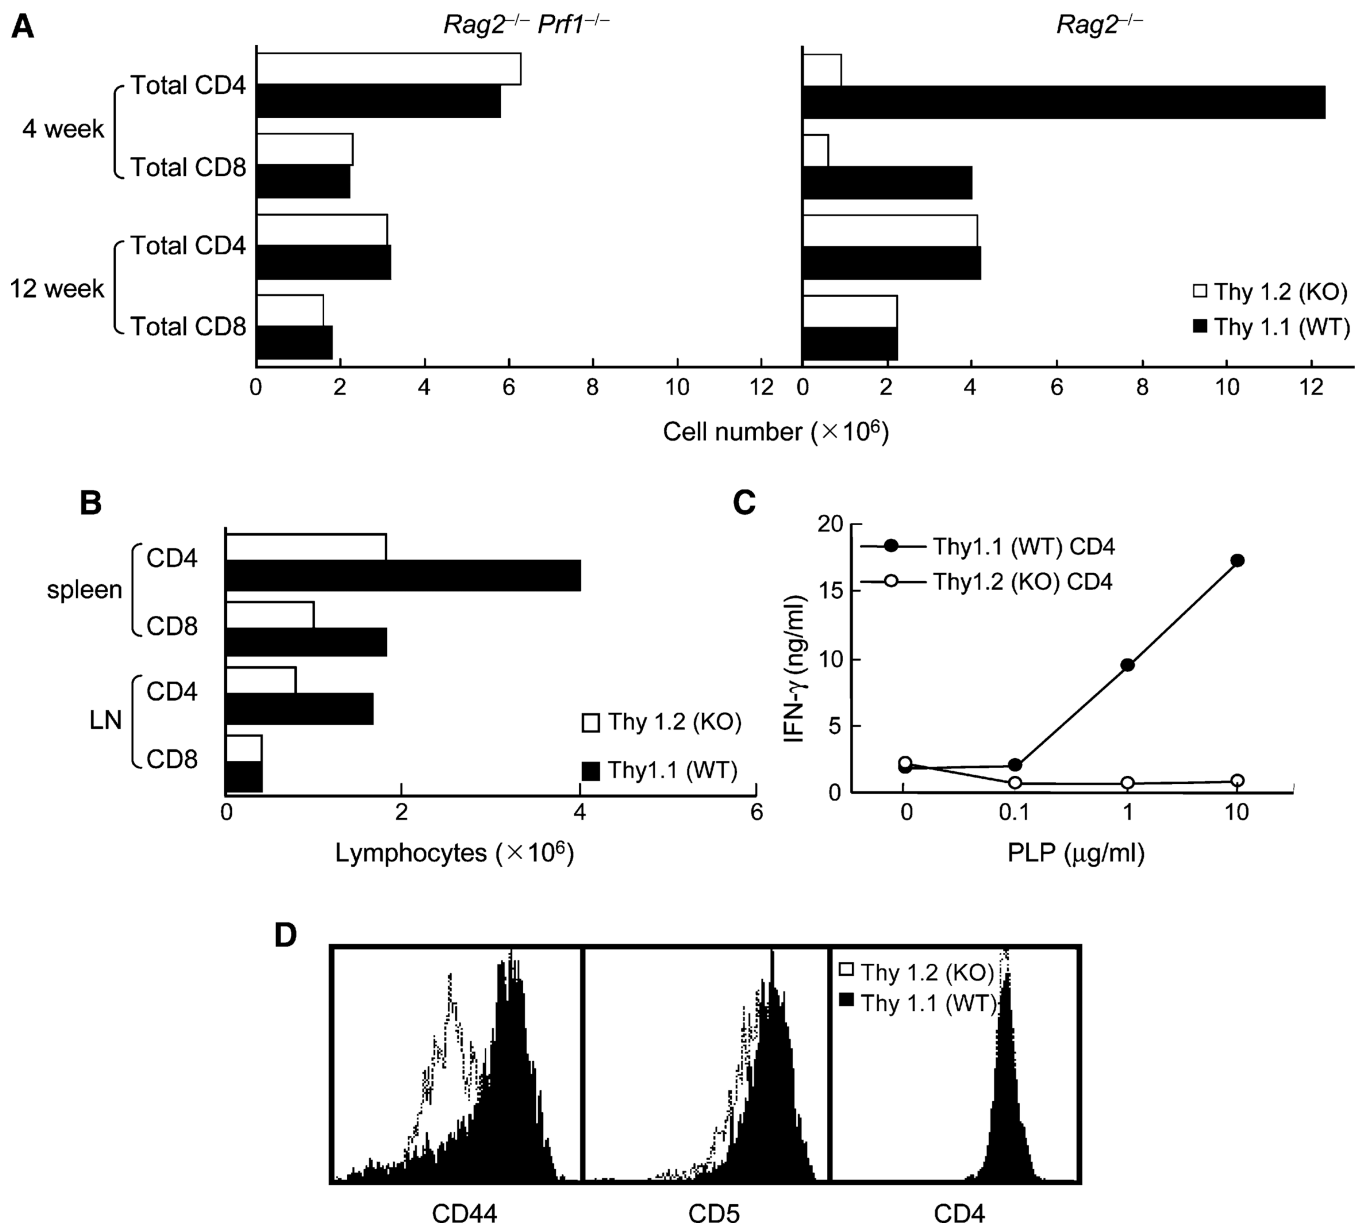 A
Rag2–/– Prf1–/–
Rag2–/–
4 week
Total CD4
Total CD8
12 week
Total CD4
Total CD8
Thy 1.2 (KO)
Thy 1.1 (WT)
0 2 4 6 8 10 12
0 2 4 6 8 10 12
Cell number (×10⁶)
B
spleen
CD4
CD8
LN
CD4
CD8
Thy 1.2 (KO)
Thy1.1 (WT)
0 2 4 6
Lymphocytes (×10⁶)
C
IFN-γ (ng/ml)
20
15
10
5
0
Thy1.1 (WT) CD4
Thy1.2 (KO) CD4
0 0.1 1 10
PLP (μg/ml)
D
Thy 1.2 (KO)
Thy 1.1 (WT)
CD44 CD5 CD4